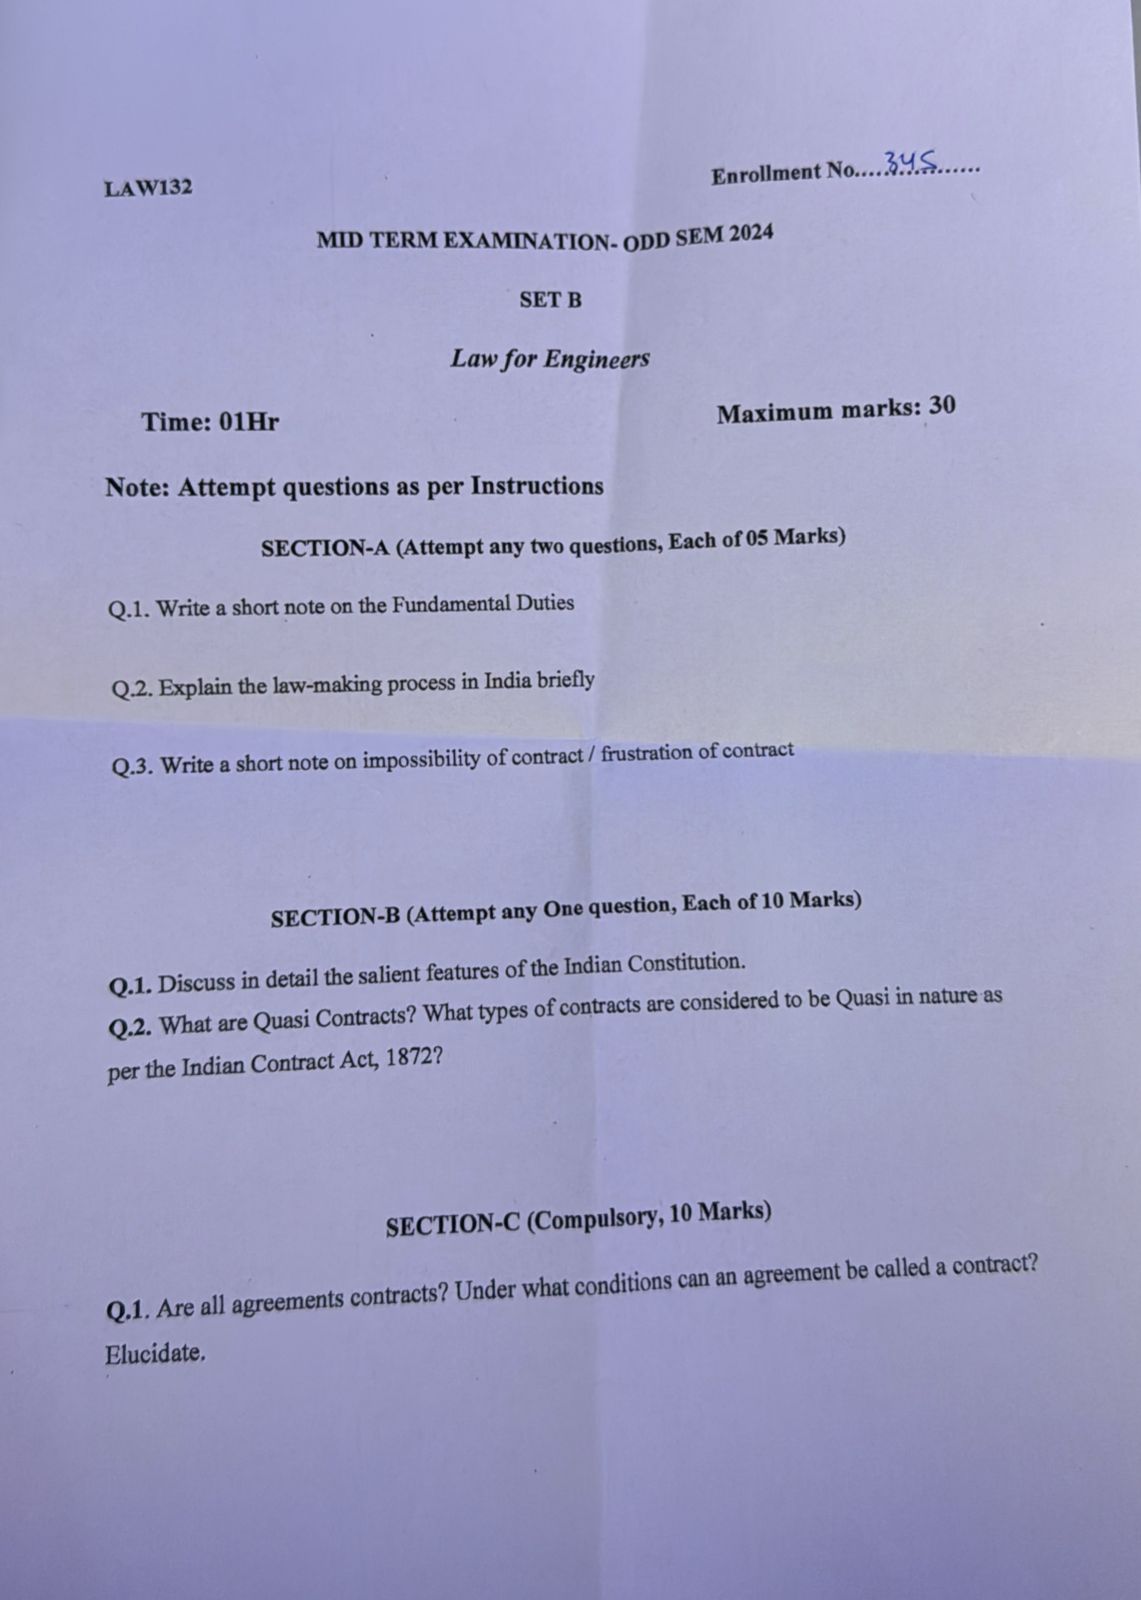 LAW132
Enrollment No.....345......
MID TERM EXAMINATION- ODD SEM 2024
SET B
Law for Engineers
Time: 01Hr
Maximum marks: 30
Note: Attempt questions as per Instructions
SECTION-A (Attempt any two questions, Each of 05 Marks)
Q.1. Write a short note on the Fundamental Duties
Q.2. Explain the law-making process in India briefly
Q.3. Write a short note on impossibility of contract / frustration of contract
SECTION-B (Attempt any One question, Each of 10 Marks)
Q.1. Discuss in detail the salient features of the Indian Constitution.
Q.2. What are Quasi Contracts? What types of contracts are considered to be Quasi in nature as
per the Indian Contract Act, 1872?
SECTION-C (Compulsory, 10 Marks)
Q.1. Are all agreements contracts? Under what conditions can an agreement be called a contract?
Elucidate.